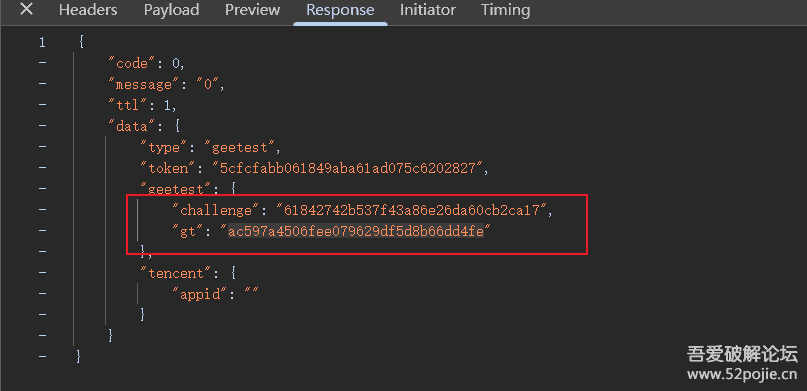 × Headers Payload Preview Response Initiator Timing
1 {
- "code": 0,
- "message": "0",
- "ttl": 1,
- "data": {
- "type": "geetest",
- "token": "5cfcfabb061849aba61ad075c6202827",
- "geetest": {
- "challenge": "61842742b537f43a86e26da60cb2ca17",
- "gt": "ac597a4506fee079629df5d8b66dd4fe"
- },
- "tencent": {
- "appid": ""
- }
- }
- }
吾爱破解论坛
www.52pojie.cn